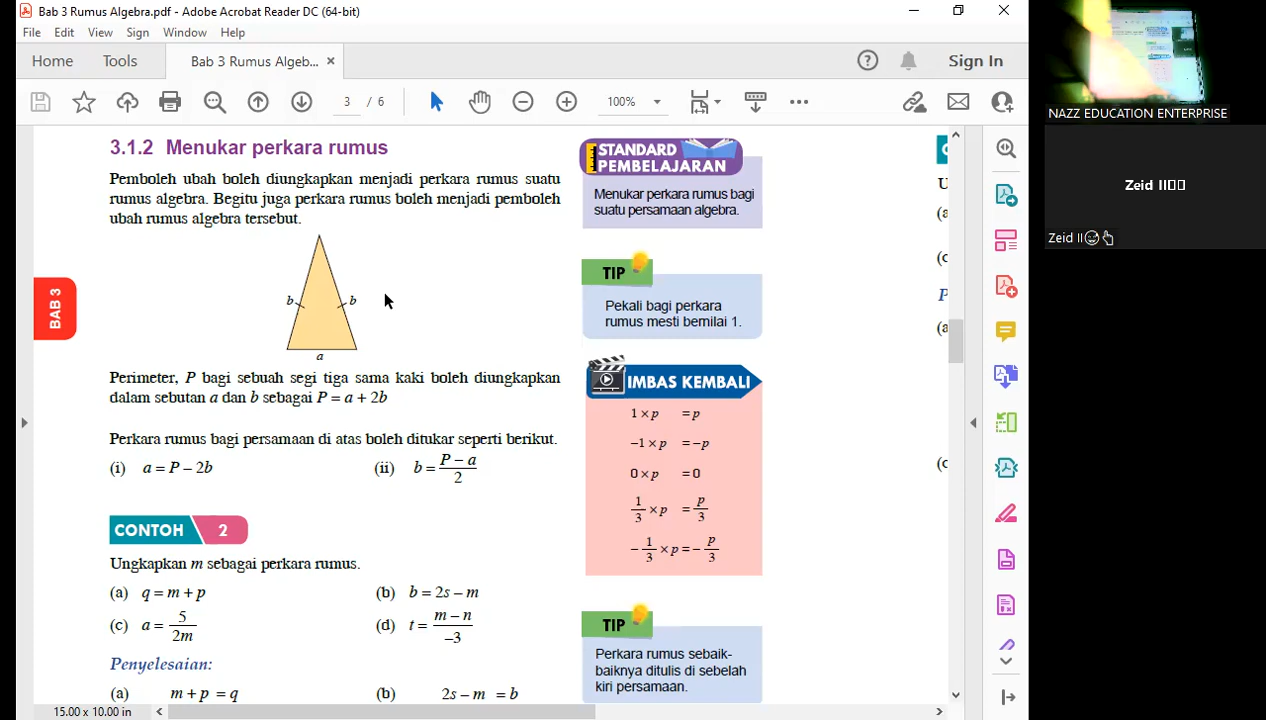 Bab 3 Rumus Algebra.pdf - Adobe Acrobat Reader DC (64-bit)
File Edit View Sign Window Help
Home Tools Bab 3 Rumus Algeb... × Sign In
3 / 6 100%
3.1.2 Menukar perkara rumus
Pemboleh ubah boleh diungkapkan menjadi perkara rumus suatu
rumus algebra. Begitu juga perkara rumus boleh menjadi pemboleh
ubah rumus algebra tersebut.
b b
a
BAB 3
Perimeter, P bagi sebuah segi tiga sama kaki boleh diungkapkan
dalam sebutan a dan b sebagai P = a + 2b
Perkara rumus bagi persamaan di atas boleh ditukar seperti berikut.
(i) a = P – 2b (ii) b = (P – a)/2
CONTOH 2
Ungkapkan m sebagai perkara rumus.
(a) q = m + p (b) b = 2s – m
(c) a = 5/2m (d) t = (m – n)/–3
Penyelesaian:
(a) m + p = q (b) 2s – m = b
STANDARD
PEMBELAJARAN
Menukar perkara rumus bagi
suatu persamaan algebra.
TIP
Pekali bagi perkara
rumus mesti bernilai 1.
IMBAS KEMBALI
1 × p = p
–1 × p = –p
0 × p = 0
1/3 × p = p/3
–1/3 × p = –p/3
TIP
Perkara rumus sebaik-
baiknya ditulis di sebelah
kiri persamaan.
U
(a
(c
P
(a
(c
15.00 x 10.00 in
NAZZ EDUCATION ENTERPRISE
Zeid II
Zeid II